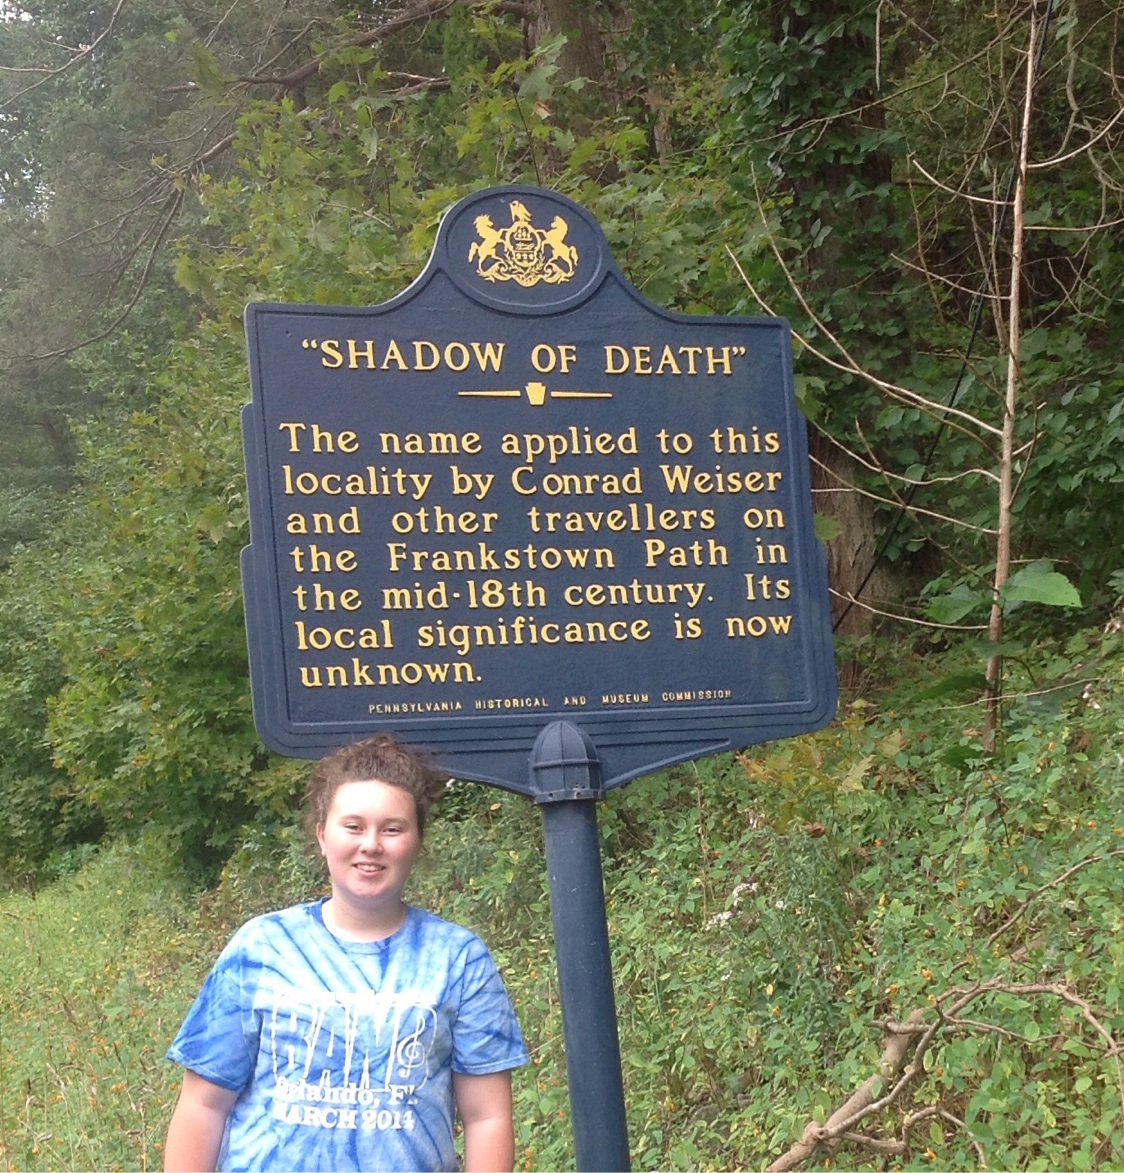 “SHADOW OF DEATH”
The name applied to this
locality by Conrad Weiser
and other travellers on
the Frankstown Path in
the mid-18th century. Its
local significance is now
unknown.
PENNSYLVANIA HISTORICAL AND MUSEUM COMMISSION
BAND
Orlando, FL
MARCH 2014